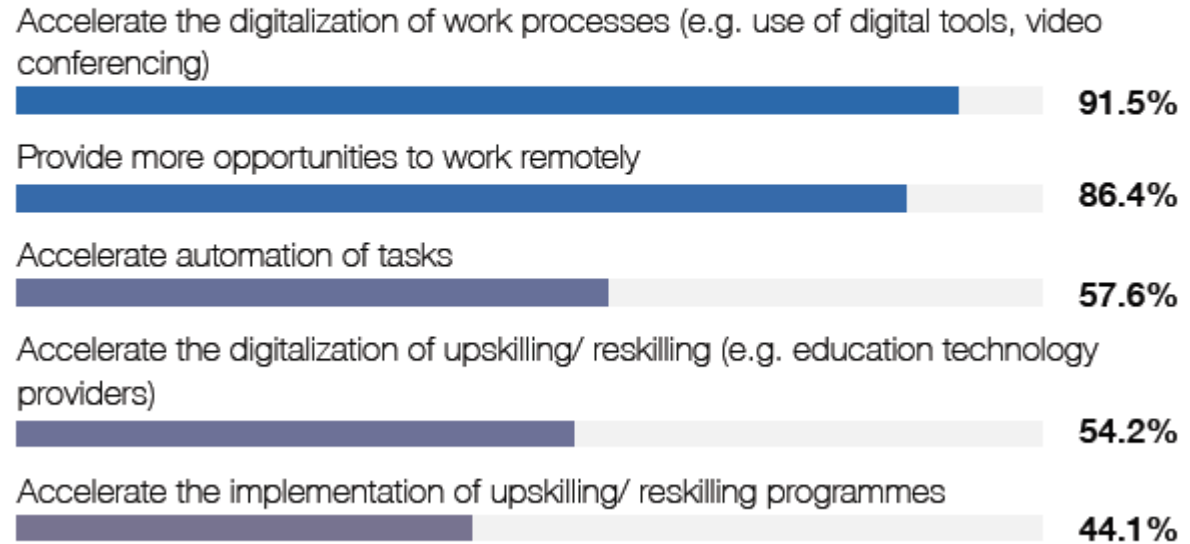 Accelerate the digitalization of work processes (e.g. use of digital tools, video
conferencing)
91.5%
Provide more opportunities to work remotely
86.4%
Accelerate automation of tasks
57.6%
Accelerate the digitalization of upskilling/ reskilling (e.g. education technology
providers)
54.2%
Accelerate the implementation of upskilling/ reskilling programmes
44.1%